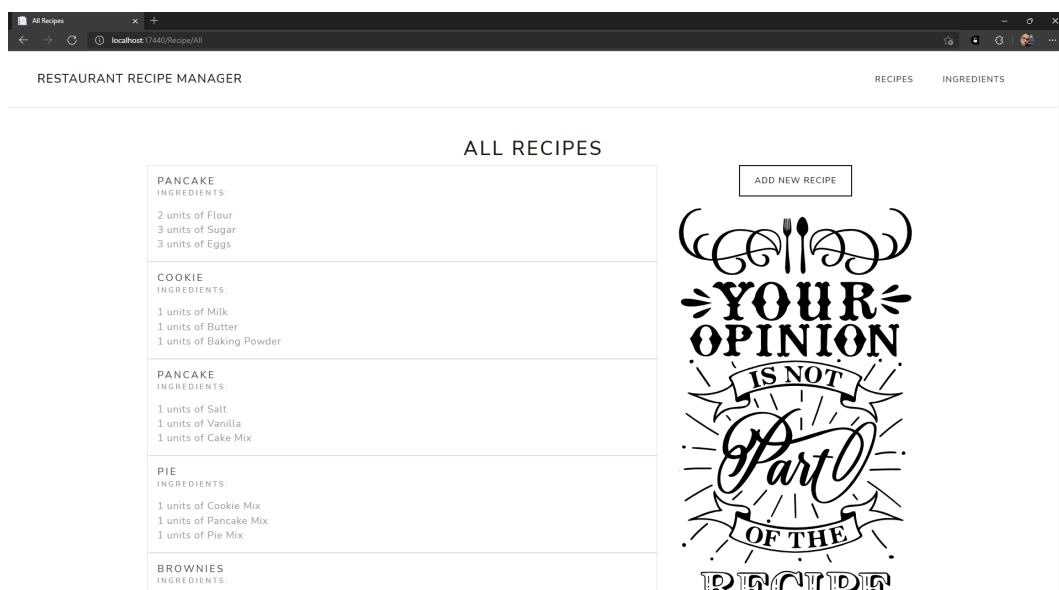 All Recipes
localhost:17440/Recipe/All
RESTAURANT RECIPE MANAGER
RECIPES
INGREDIENTS
ALL RECIPES
PANCAKE
INGREDIENTS:
2 units of Flour
3 units of Sugar
3 units of Eggs
COOKIE
INGREDIENTS:
1 units of Milk
1 units of Butter
1 units of Baking Powder
PANCAKE
INGREDIENTS:
1 units of Salt
1 units of Vanilla
1 units of Cake Mix
PIE
INGREDIENTS:
1 units of Cookie Mix
1 units of Pancake Mix
1 units of Pie Mix
BROWNIES
INGREDIENTS:
ADD NEW RECIPE
YOUR
OPINION
IS NOT
Part
OF THE
RECIPE